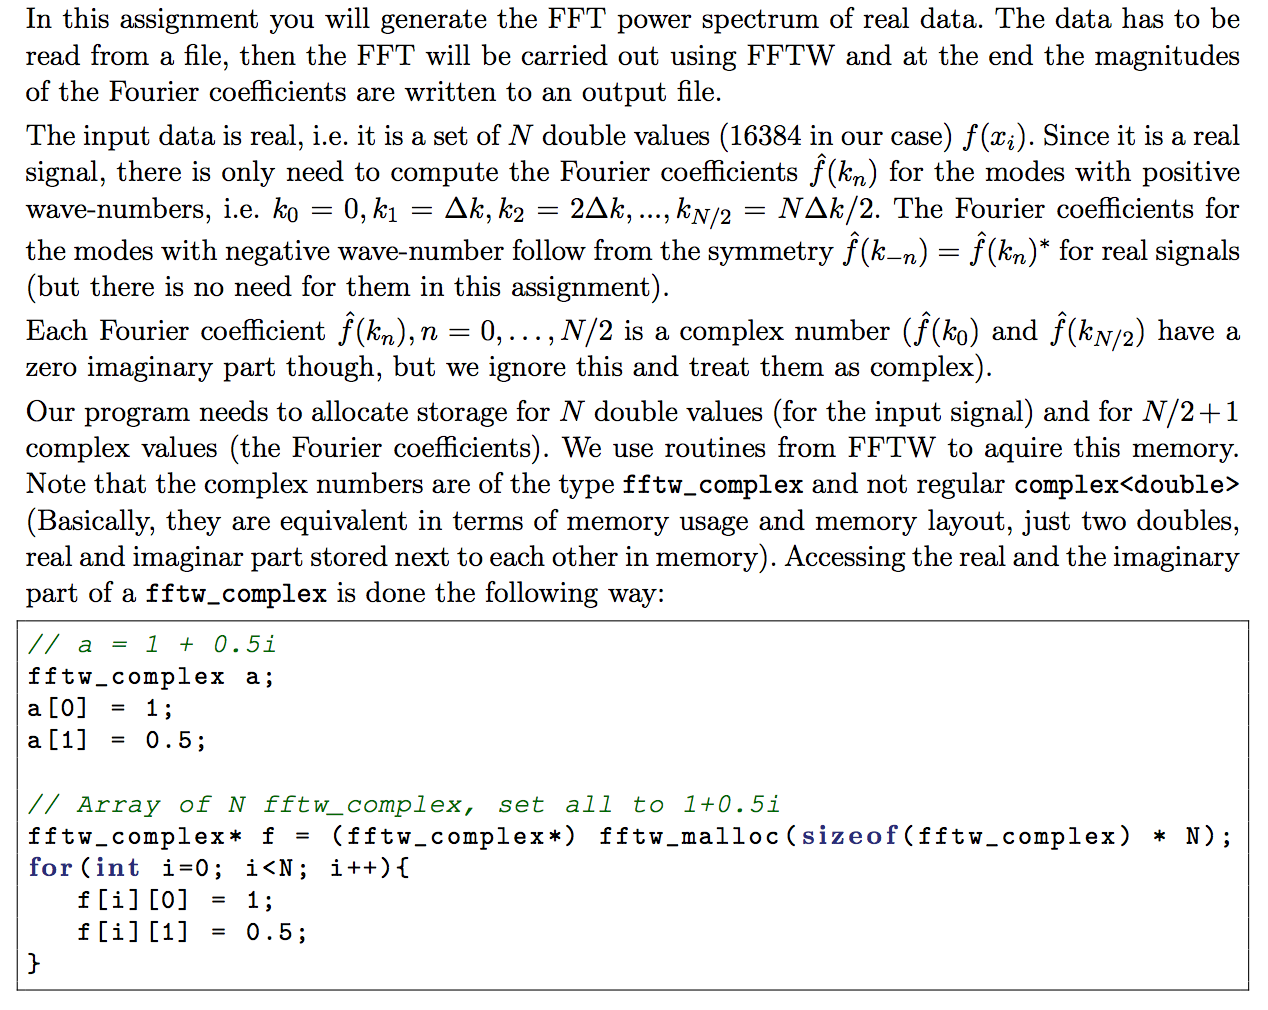 In this assignment you will generate the FFT power spectrum of real data. The data has to be
read from a file, then the FFT will be carried out using FFTW and at the end the magnitudes
of the Fourier coefficients are written to an output file.
The input data is real, i.e. it is a set of N double values (16384 in our case) f(x_i). Since it is a real
signal, there is only need to compute the Fourier coefficients f̂(k_n) for the modes with positive
wave-numbers, i.e. k_0 = 0, k_1 = Δk, k_2 = 2Δk, ..., k_{N/2} = NΔk/2. The Fourier coefficients for
the modes with negative wave-number follow from the symmetry f̂(k_{−n}) = f̂(k_n)* for real signals
(but there is no need for them in this assignment).
Each Fourier coefficient f̂(k_n), n = 0, . . . , N/2 is a complex number (f̂(k_0) and f̂(k_{N/2}) have a
zero imaginary part though, but we ignore this and treat them as complex).
Our program needs to allocate storage for N double values (for the input signal) and for N/2+1
complex values (the Fourier coefficients). We use routines from FFTW to aquire this memory.
Note that the complex numbers are of the type fftw_complex and not regular complex<double>
(Basically, they are equivalent in terms of memory usage and memory layout, just two doubles,
real and imaginar part stored next to each other in memory). Accessing the real and the imaginary
part of a fftw_complex is done the following way:
// a = 1 + 0.5i
fftw_complex a;
a[0] = 1;
a[1] = 0.5;
// Array of N fftw_complex, set all to 1+0.5i
fftw_complex* f = (fftw_complex*) fftw_malloc(sizeof(fftw_complex) * N);
for(int i=0; i<N; i++){
f[i][0] = 1;
f[i][1] = 0.5;
}